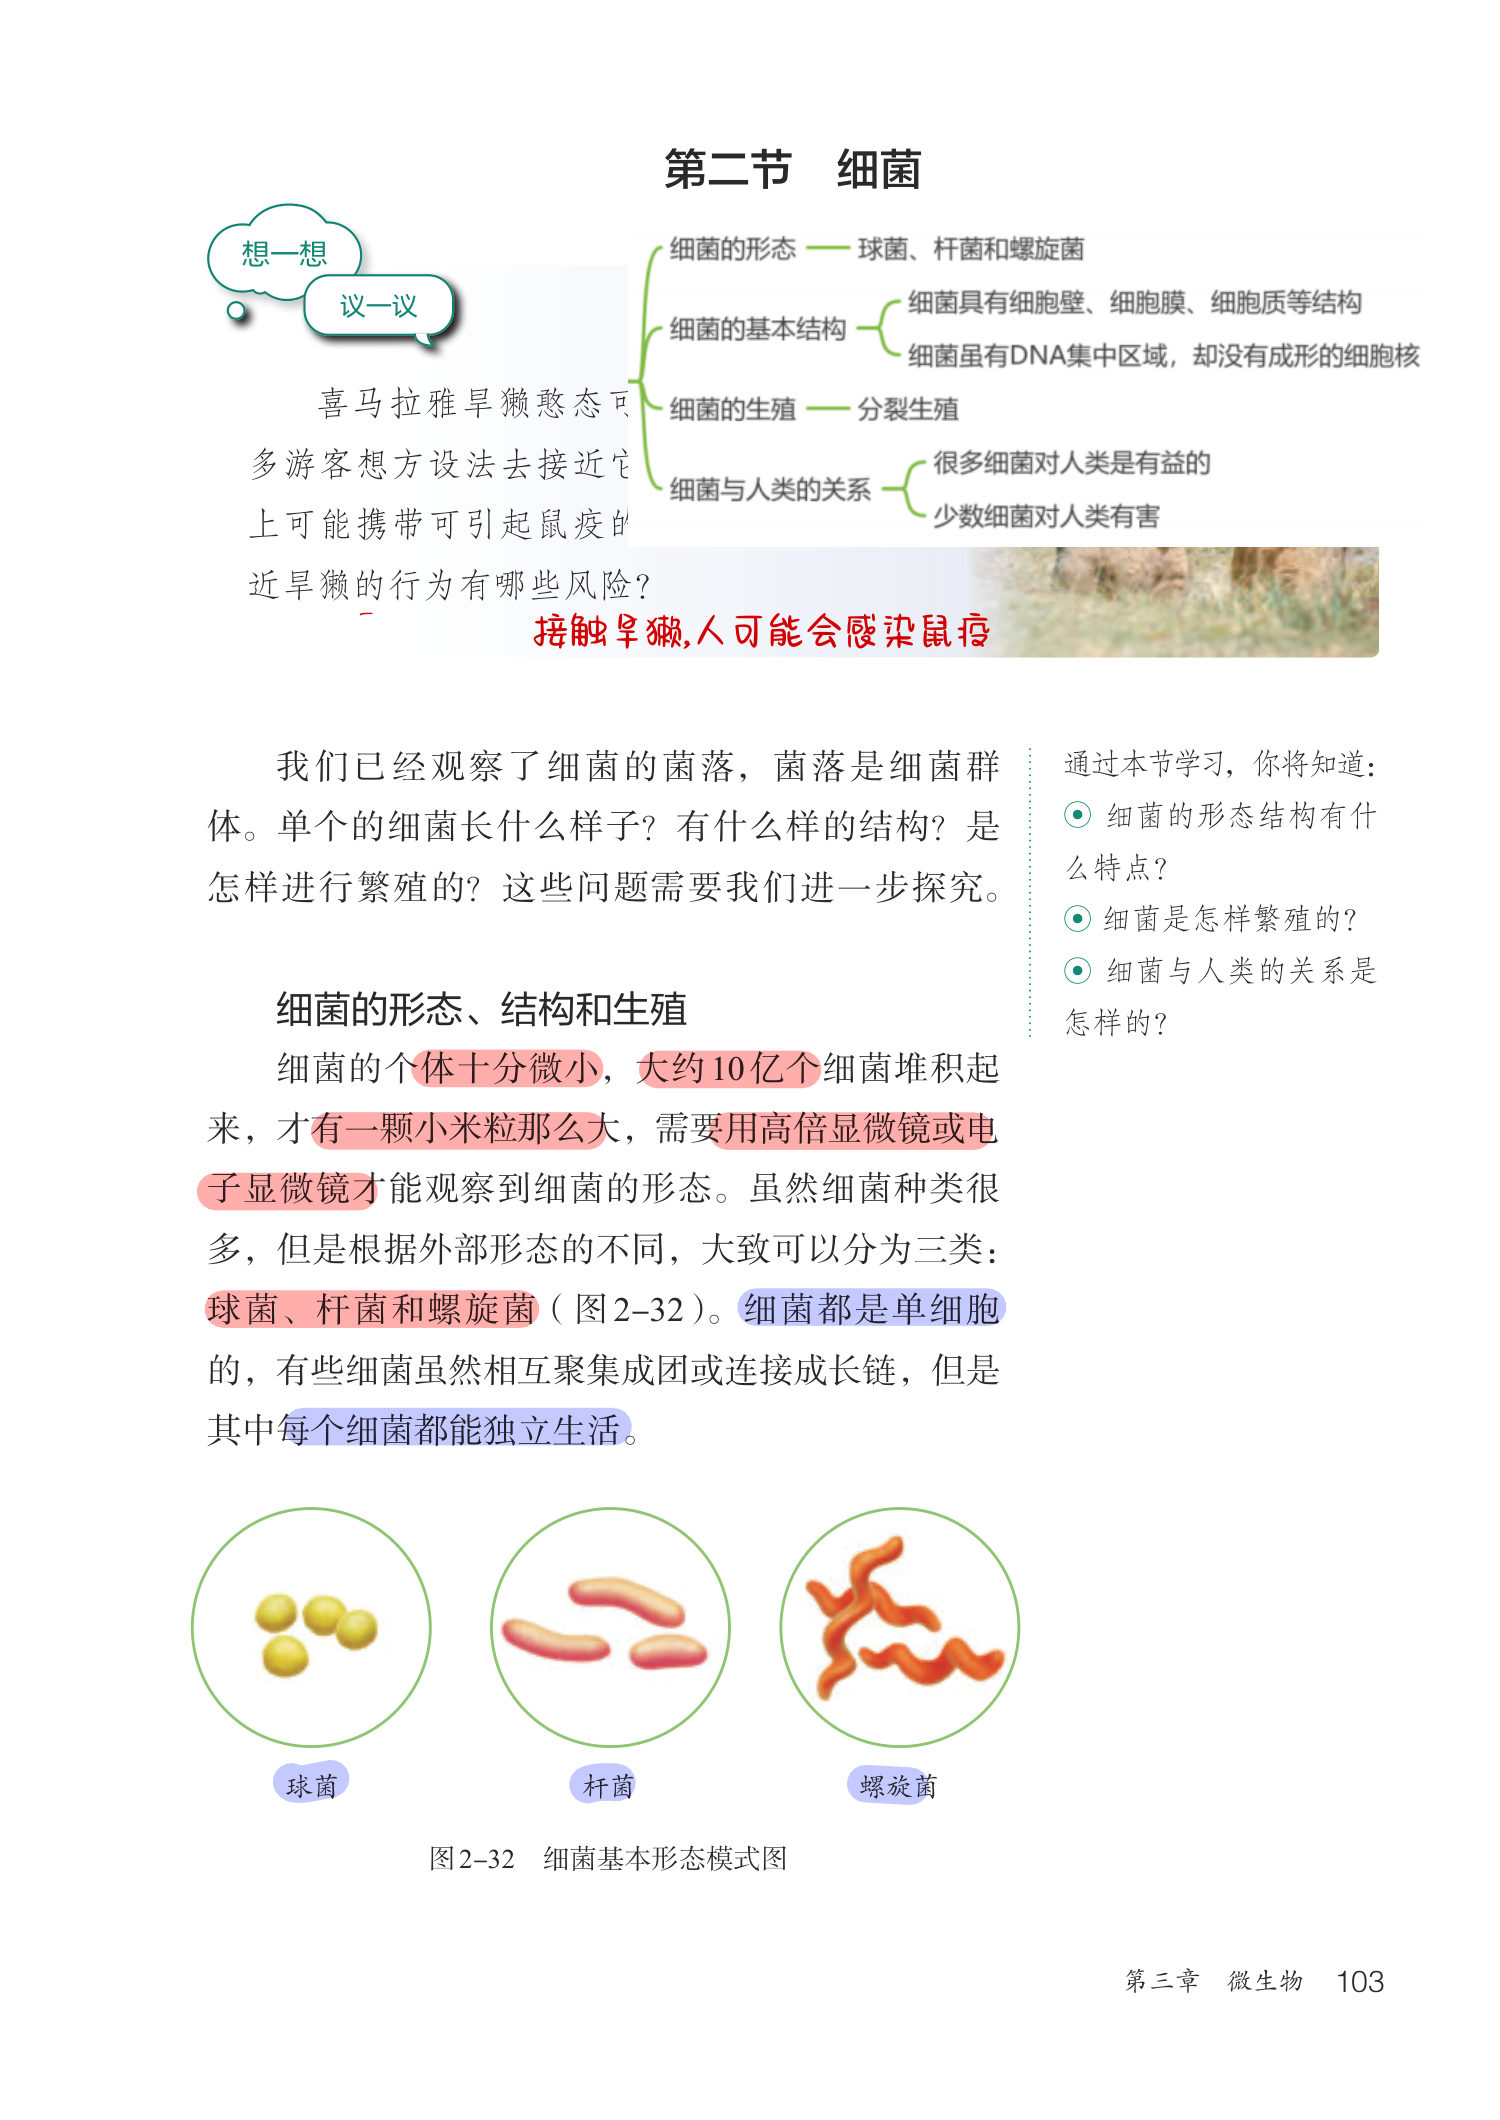 第二节 细菌
想一想
议一议
细菌的形态 球菌、杆菌和螺旋菌
细菌的基本结构
细菌具有细胞壁、细胞膜、细胞质等结构
细菌虽有DNA集中区域，却没有成形的细胞核
细菌的生殖 分裂生殖
细菌与人类的关系
很多细菌对人类是有益的
少数细菌对人类有害
喜马拉雅旱獭憨态可
多游客想方设法去接近它
上可能携带可引起鼠疫的
近旱獭的行为有哪些风险？
接触旱獭,人可能会感染鼠疫
我们已经观察了细菌的菌落，菌落是细菌群
体。单个的细菌长什么样子？有什么样的结构？是
怎样进行繁殖的？这些问题需要我们进一步探究。
通过本节学习，你将知道：
细菌的形态结构有什
么特点？
细菌是怎样繁殖的？
细菌与人类的关系是
怎样的？
细菌的形态、结构和生殖
细菌的个体十分微小，大约10亿个细菌堆积起
来，才有一颗小米粒那么大，需要用高倍显微镜或电
子显微镜才能观察到细菌的形态。虽然细菌种类很
多，但是根据外部形态的不同，大致可以分为三类：
球菌、杆菌和螺旋菌（图2–32）。细菌都是单细胞
的，有些细菌虽然相互聚集成团或连接成长链，但是
其中每个细菌都能独立生活。
球菌 杆菌 螺旋菌
图2–32 细菌基本形态模式图
第三章 微生物 103